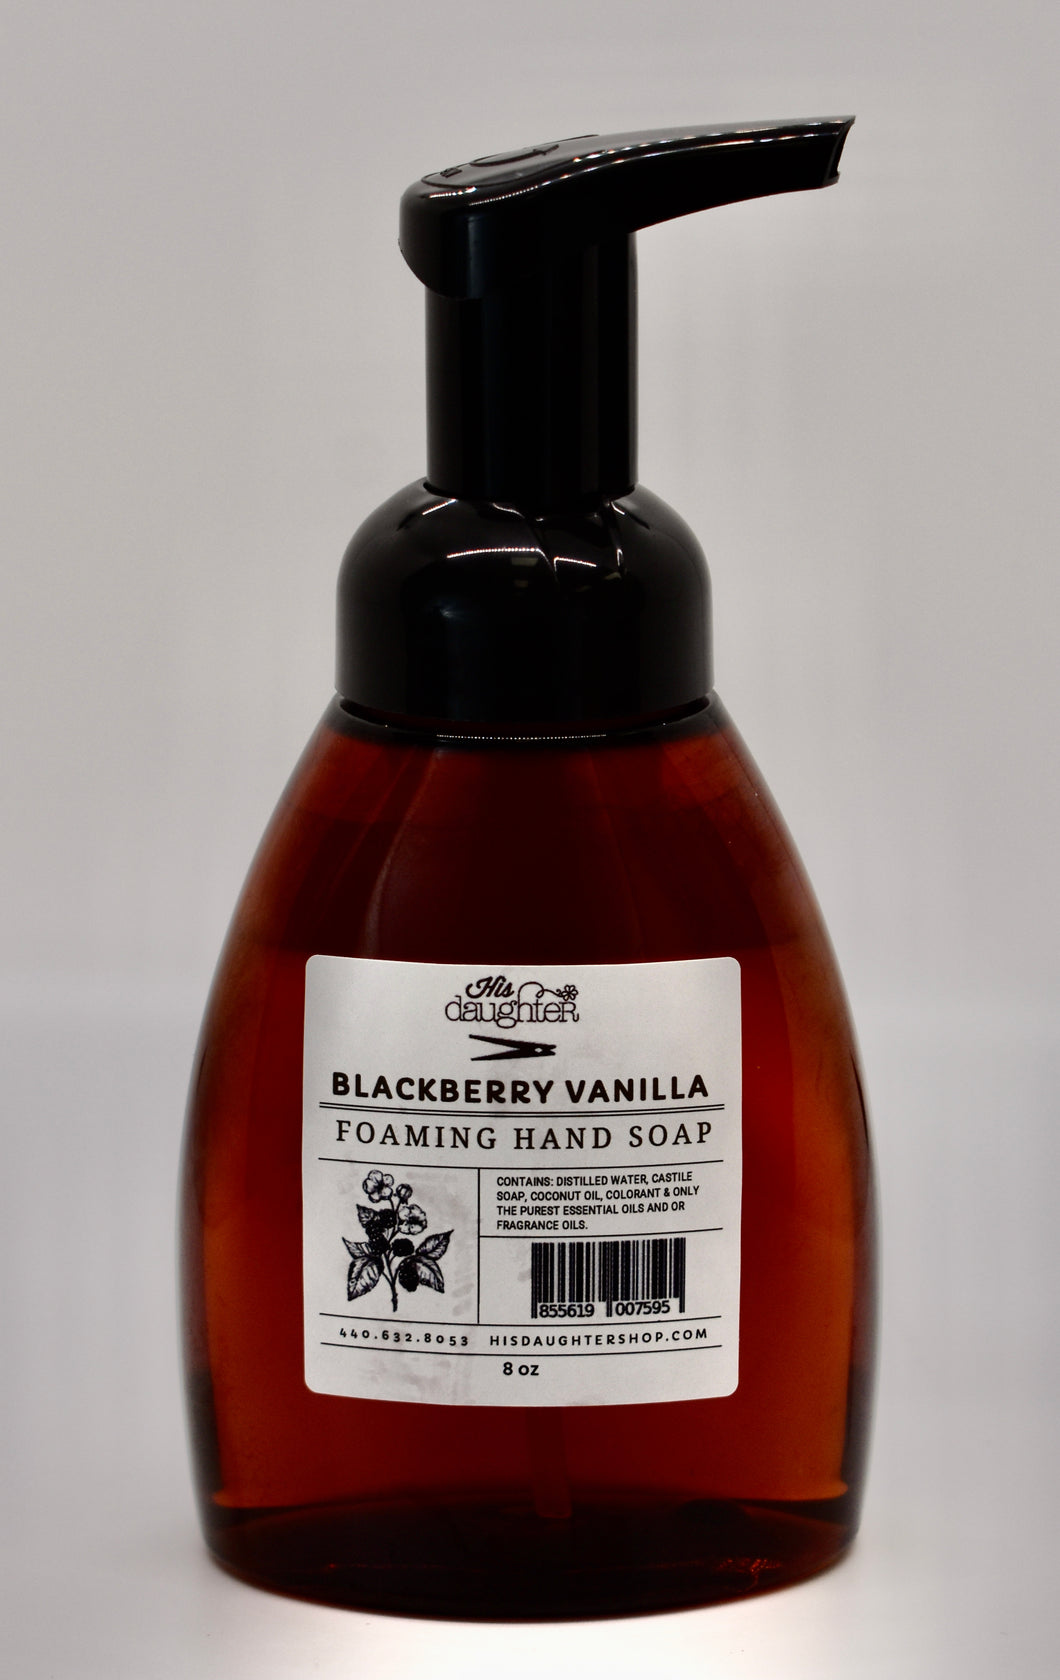 His
daughter
BLACKBERRY VANILLA
FOAMING HAND SOAP
CONTAINS: DISTILLED WATER, CASTILE
SOAP, COCONUT OIL, COLORANT & ONLY
THE PUREST ESSENTIAL OILS AND OR
FRAGRANCE OILS.
855619 007595
440.632.8053 HISDAUGHTERSHOP.COM
8 oz